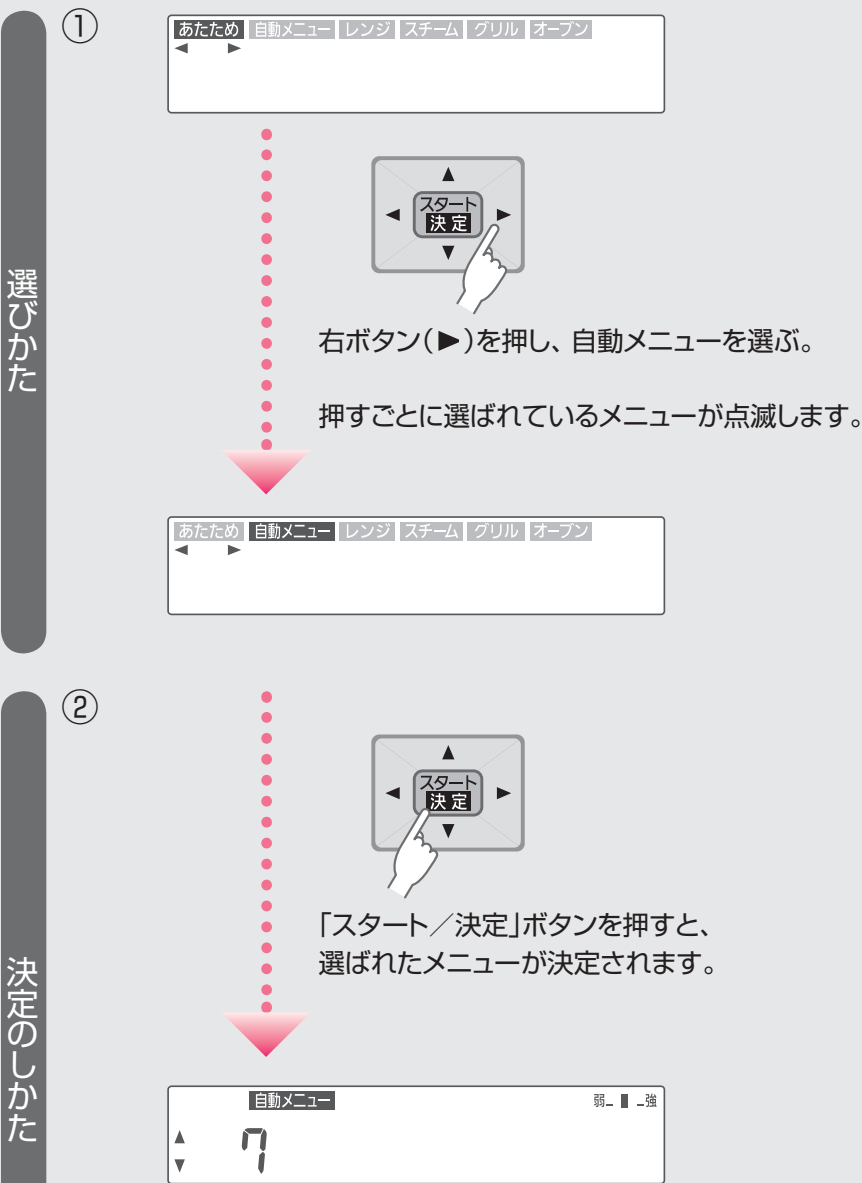 選びかた
①
あたため 自動メニュー レンジ スチーム グリル オーブン
◀ ▶
▲
◀ スタート ▶
決定
▼
右ボタン(▶)を押し、自動メニューを選ぶ。
押すごとに選ばれているメニューが点滅します。
あたため 自動メニュー レンジ スチーム グリル オーブン
◀ ▶
決定のしかた
②
▲
◀ スタート ▶
決定
▼
「スタート／決定」ボタンを押すと、
選ばれたメニューが決定されます。
自動メニュー 弱 強
▲
7
▼